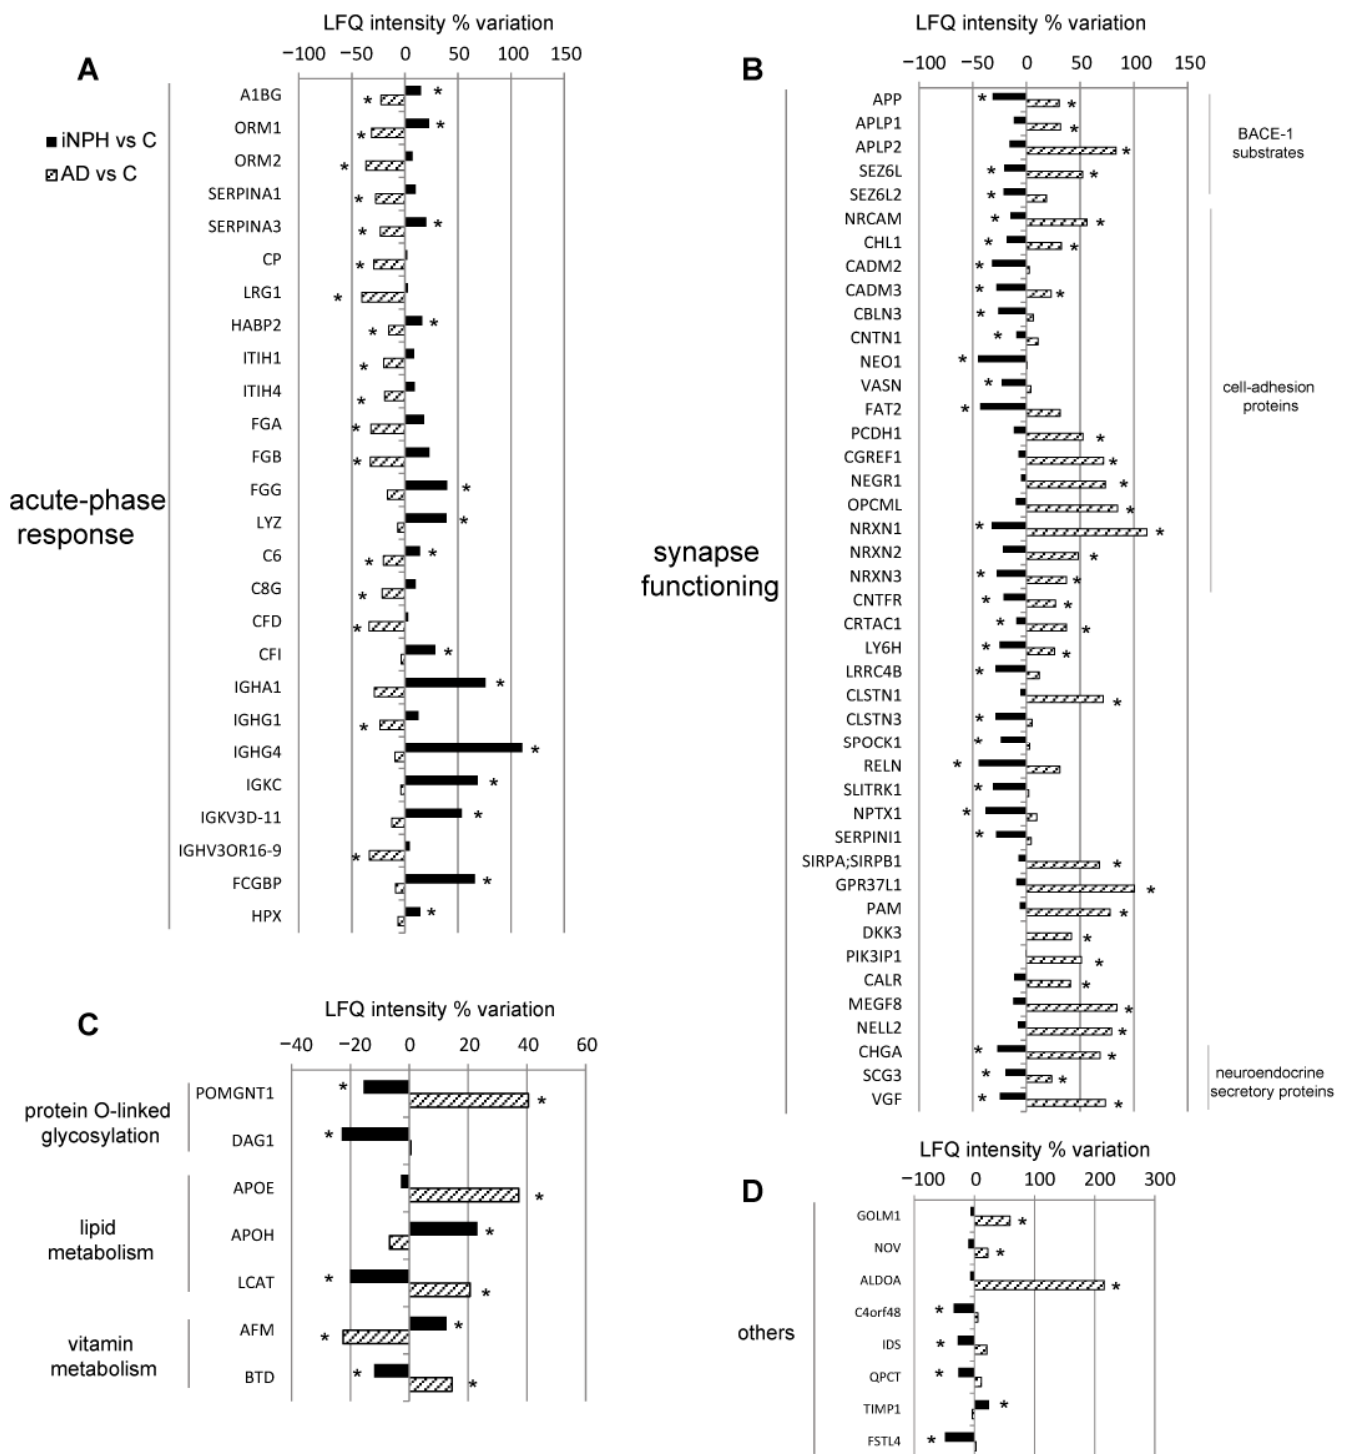 LFQ intensity % variation
A
−100 −50 0 50 100 150
iNPH vs C
AD vs C
acute-phase
response
A1BG * *
ORM1 * *
ORM2 *
SERPINA1 *
SERPINA3 * *
CP *
LRG1 *
HABP2 * *
ITIH1 *
ITIH4 *
FGA *
FGB *
FGG *
LYZ *
C6 * *
C8G *
CFD *
CFI *
IGHA1 *
IGHG1 *
IGHG4 *
IGKC *
IGKV3D-11 *
IGHV3OR16-9 *
FCGBP *
HPX *
LFQ intensity % variation
B
−100 −50 0 50 100 150
synapse
functioning
APP * *
APLP1 *
APLP2 *
SEZ6L * *
SEZ6L2 *
NRCAM * *
CHL1 * *
CADM2 *
CADM3 * *
CBLN3 *
CNTN1 *
NEO1 *
VASN *
FAT2 *
PCDH1 *
CGREF1 *
NEGR1 *
OPCML *
NRXN1 * *
NRXN2 *
NRXN3 * *
CNTFR * *
CRTAC1 * *
LY6H * *
LRRC4B *
CLSTN1 *
CLSTN3 *
SPOCK1 *
RELN *
SLITRK1 *
NPTX1 *
SERPINI1 *
SIRPA;SIRPB1 *
GPR37L1 *
PAM *
DKK3 *
PIK3IP1 *
CALR *
MEGF8 *
NELL2 *
CHGA * *
SCG3 * *
VGF * *
BACE-1
substrates
cell-adhesion
proteins
neuroendocrine
secretory proteins
LFQ intensity % variation
C
−40 −20 0 20 40 60
protein O-linked
glycosylation
POMGNT1 * *
DAG1 *
lipid
metabolism
APOE *
APOH *
LCAT * *
vitamin
metabolism
AFM * *
BTD * *
LFQ intensity % variation
D
−100 0 100 200 300
others
GOLM1 *
NOV *
ALDOA *
C4orf48 *
IDS *
QPCT *
TIMP1 *
FSTL4 *